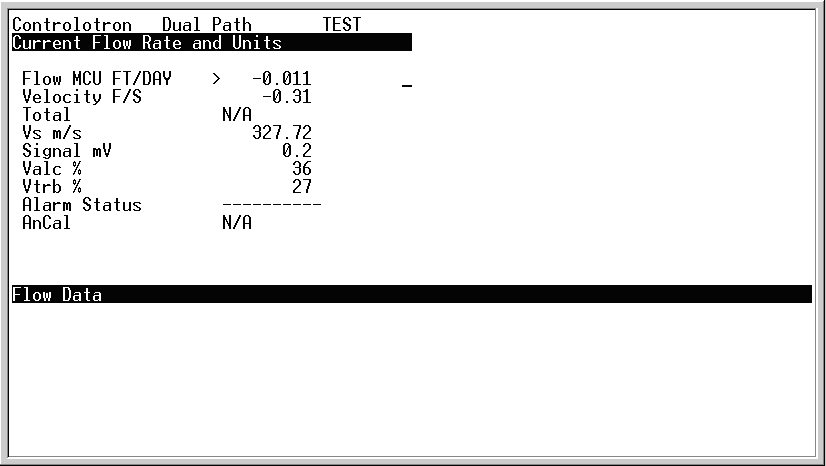 Controlotron   Dual Path       TEST
Current Flow Rate and Units
Flow MCU FT/DAY    >   -0.011     _
Velocity F/S            -0.31
Total               N/A
Vs m/s                 327.72
Signal mV                 0.2
Valc %                     36
Vtrb %                     27
Alarm Status        ----------
AnCal               N/A
Flow Data